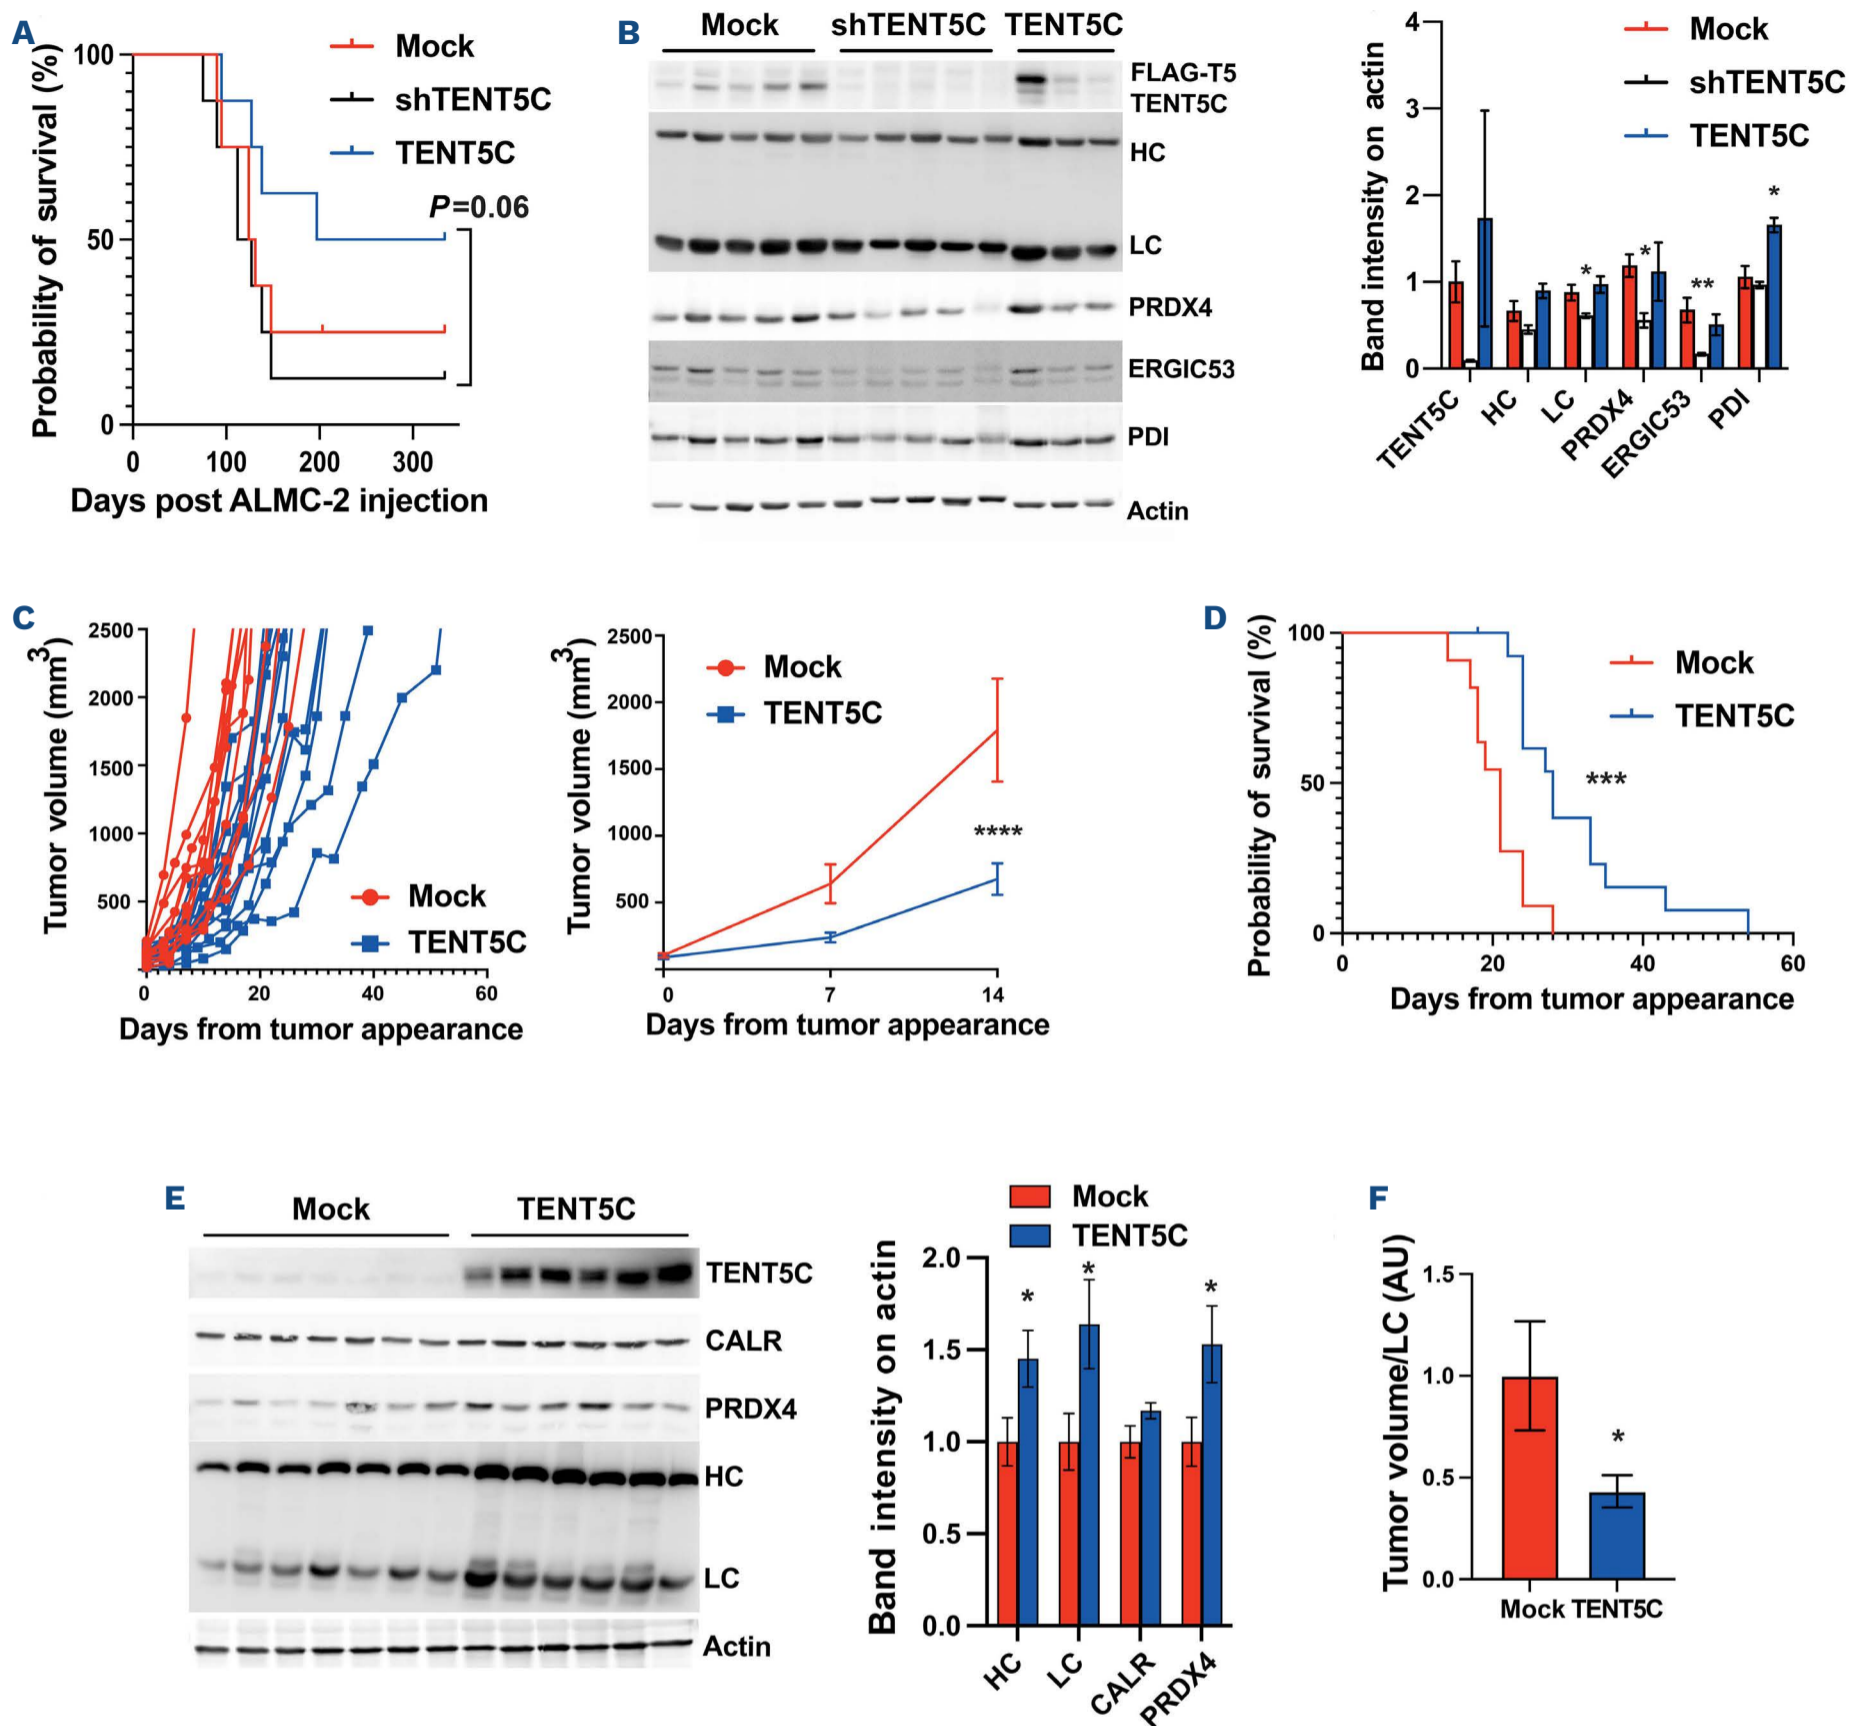 A
Probability of survival (%)
100
50
0
0 100 200 300
Days post ALMC-2 injection
Mock
shTENT5C
TENT5C
P=0.06
B
Mock shTENT5C TENT5C
FLAG-T5
TENT5C
HC
LC
PRDX4
ERGIC53
PDI
Actin
Band intensity on actin
4
3
2
1
0
Mock
shTENT5C
TENT5C
* * ** *
TENT5C HC LC PRDX4 ERGIC53 PDI
C
Tumor volume (mm3)
2500
2000
1500
1000
500
0 20 40 60
Days from tumor appearance
Mock
TENT5C
Tumor volume (mm3)
2500
2000
1500
1000
500
0 7 14
Days from tumor appearance
Mock
TENT5C
****
D
Probability of survival (%)
100
50
0
0 20 40 60
Days from tumor appearance
Mock
TENT5C
***
E
Mock TENT5C
TENT5C
CALR
PRDX4
HC
LC
Actin
Mock
TENT5C
Band intensity on actin
2.0
1.5
1.0
0.5
0.0
* * *
HC LC CALR PRDX4
F
Tumor volume/LC (AU)
1.5
1.0
0.5
0.0
*
Mock TENT5C